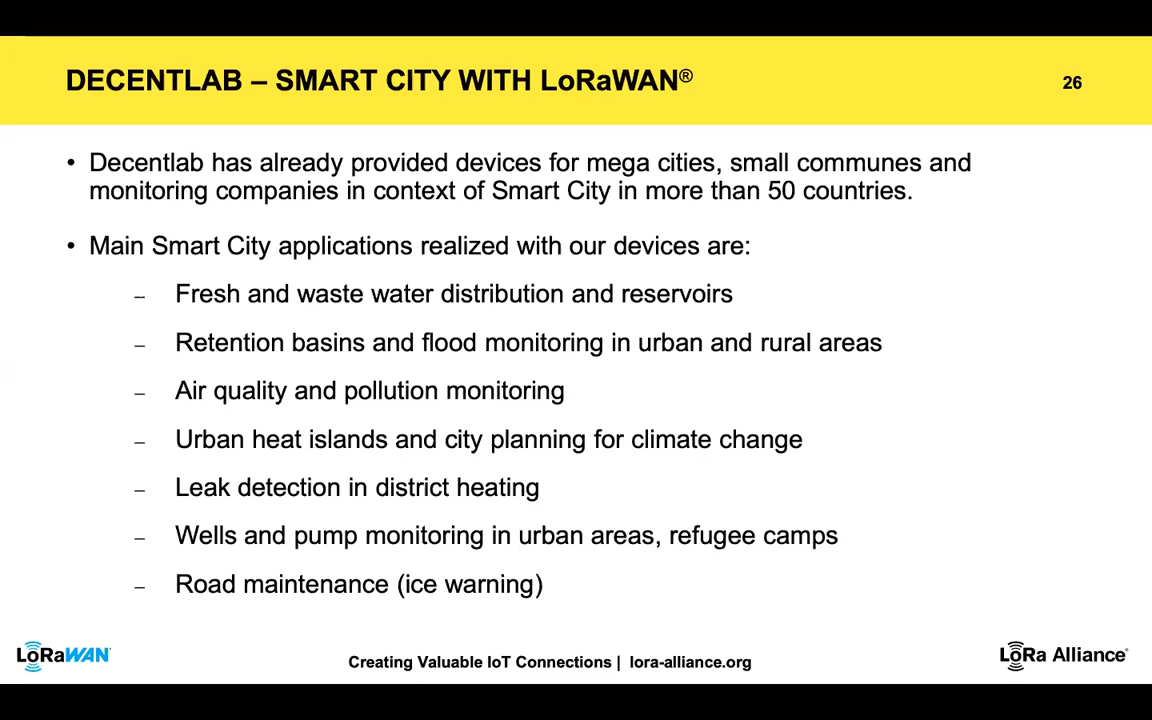 DECENTLAB – SMART CITY WITH LoRaWAN®
26
• Decentlab has already provided devices for mega cities, small communes and
monitoring companies in context of Smart City in more than 50 countries.
• Main Smart City applications realized with our devices are:
– Fresh and waste water distribution and reservoirs
– Retention basins and flood monitoring in urban and rural areas
– Air quality and pollution monitoring
– Urban heat islands and city planning for climate change
– Leak detection in district heating
– Wells and pump monitoring in urban areas, refugee camps
– Road maintenance (ice warning)
LoRaWAN
Creating Valuable IoT Connections | lora-alliance.org
LoRa Alliance